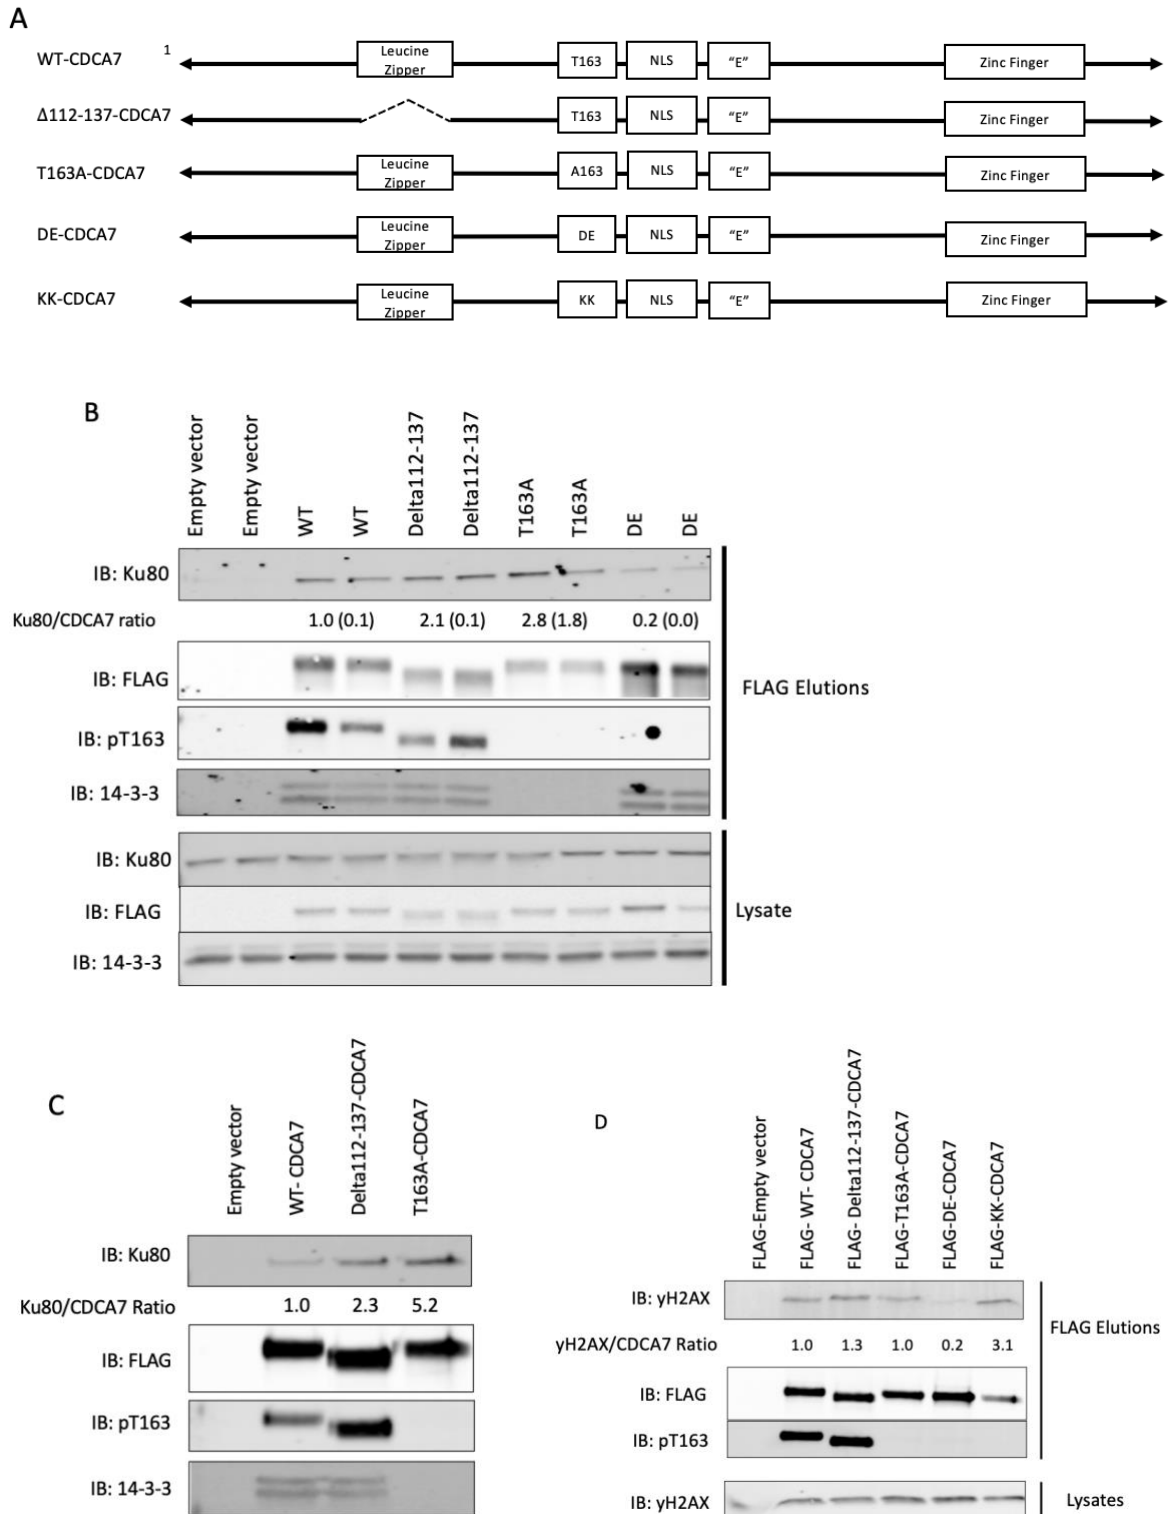 A
WT-CDCA7 1 Leucine Zipper T163 NLS “E” Zinc Finger
Δ112-137-CDCA7 T163 NLS “E” Zinc Finger
T163A-CDCA7 Leucine Zipper A163 NLS “E” Zinc Finger
DE-CDCA7 Leucine Zipper DE NLS “E” Zinc Finger
KK-CDCA7 Leucine Zipper KK NLS “E” Zinc Finger
B
Empty vector
Empty vector
WT
WT
Delta112-137
Delta112-137
T163A
T163A
DE
DE
IB: Ku80
Ku80/CDCA7 ratio 1.0 (0.1) 2.1 (0.1) 2.8 (1.8) 0.2 (0.0)
IB: FLAG
IB: pT163
IB: 14-3-3
FLAG Elutions
IB: Ku80
IB: FLAG
IB: 14-3-3
Lysate
C
Empty vector
WT- CDCA7
Delta112-137-CDCA7
T163A-CDCA7
IB: Ku80
Ku80/CDCA7 Ratio 1.0 2.3 5.2
IB: FLAG
IB: pT163
IB: 14-3-3
D
FLAG-Empty vector
FLAG- WT- CDCA7
FLAG- Delta112-137-CDCA7
FLAG-T163A-CDCA7
FLAG-DE-CDCA7
FLAG-KK-CDCA7
IB: yH2AX
yH2AX/CDCA7 Ratio 1.0 1.3 1.0 0.2 3.1
IB: FLAG
IB: pT163
FLAG Elutions
IB: yH2AX
Lysates